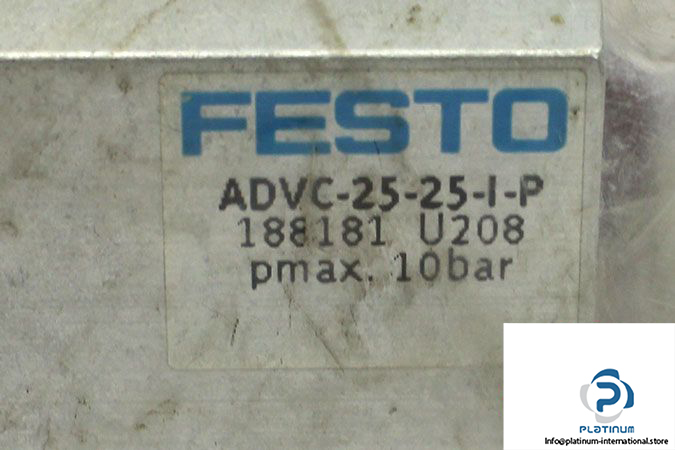 FESTO
ADVC-25-25-I-P
188181 U208
pmax. 10bar
PLATINUM
Info@platinum-international.store